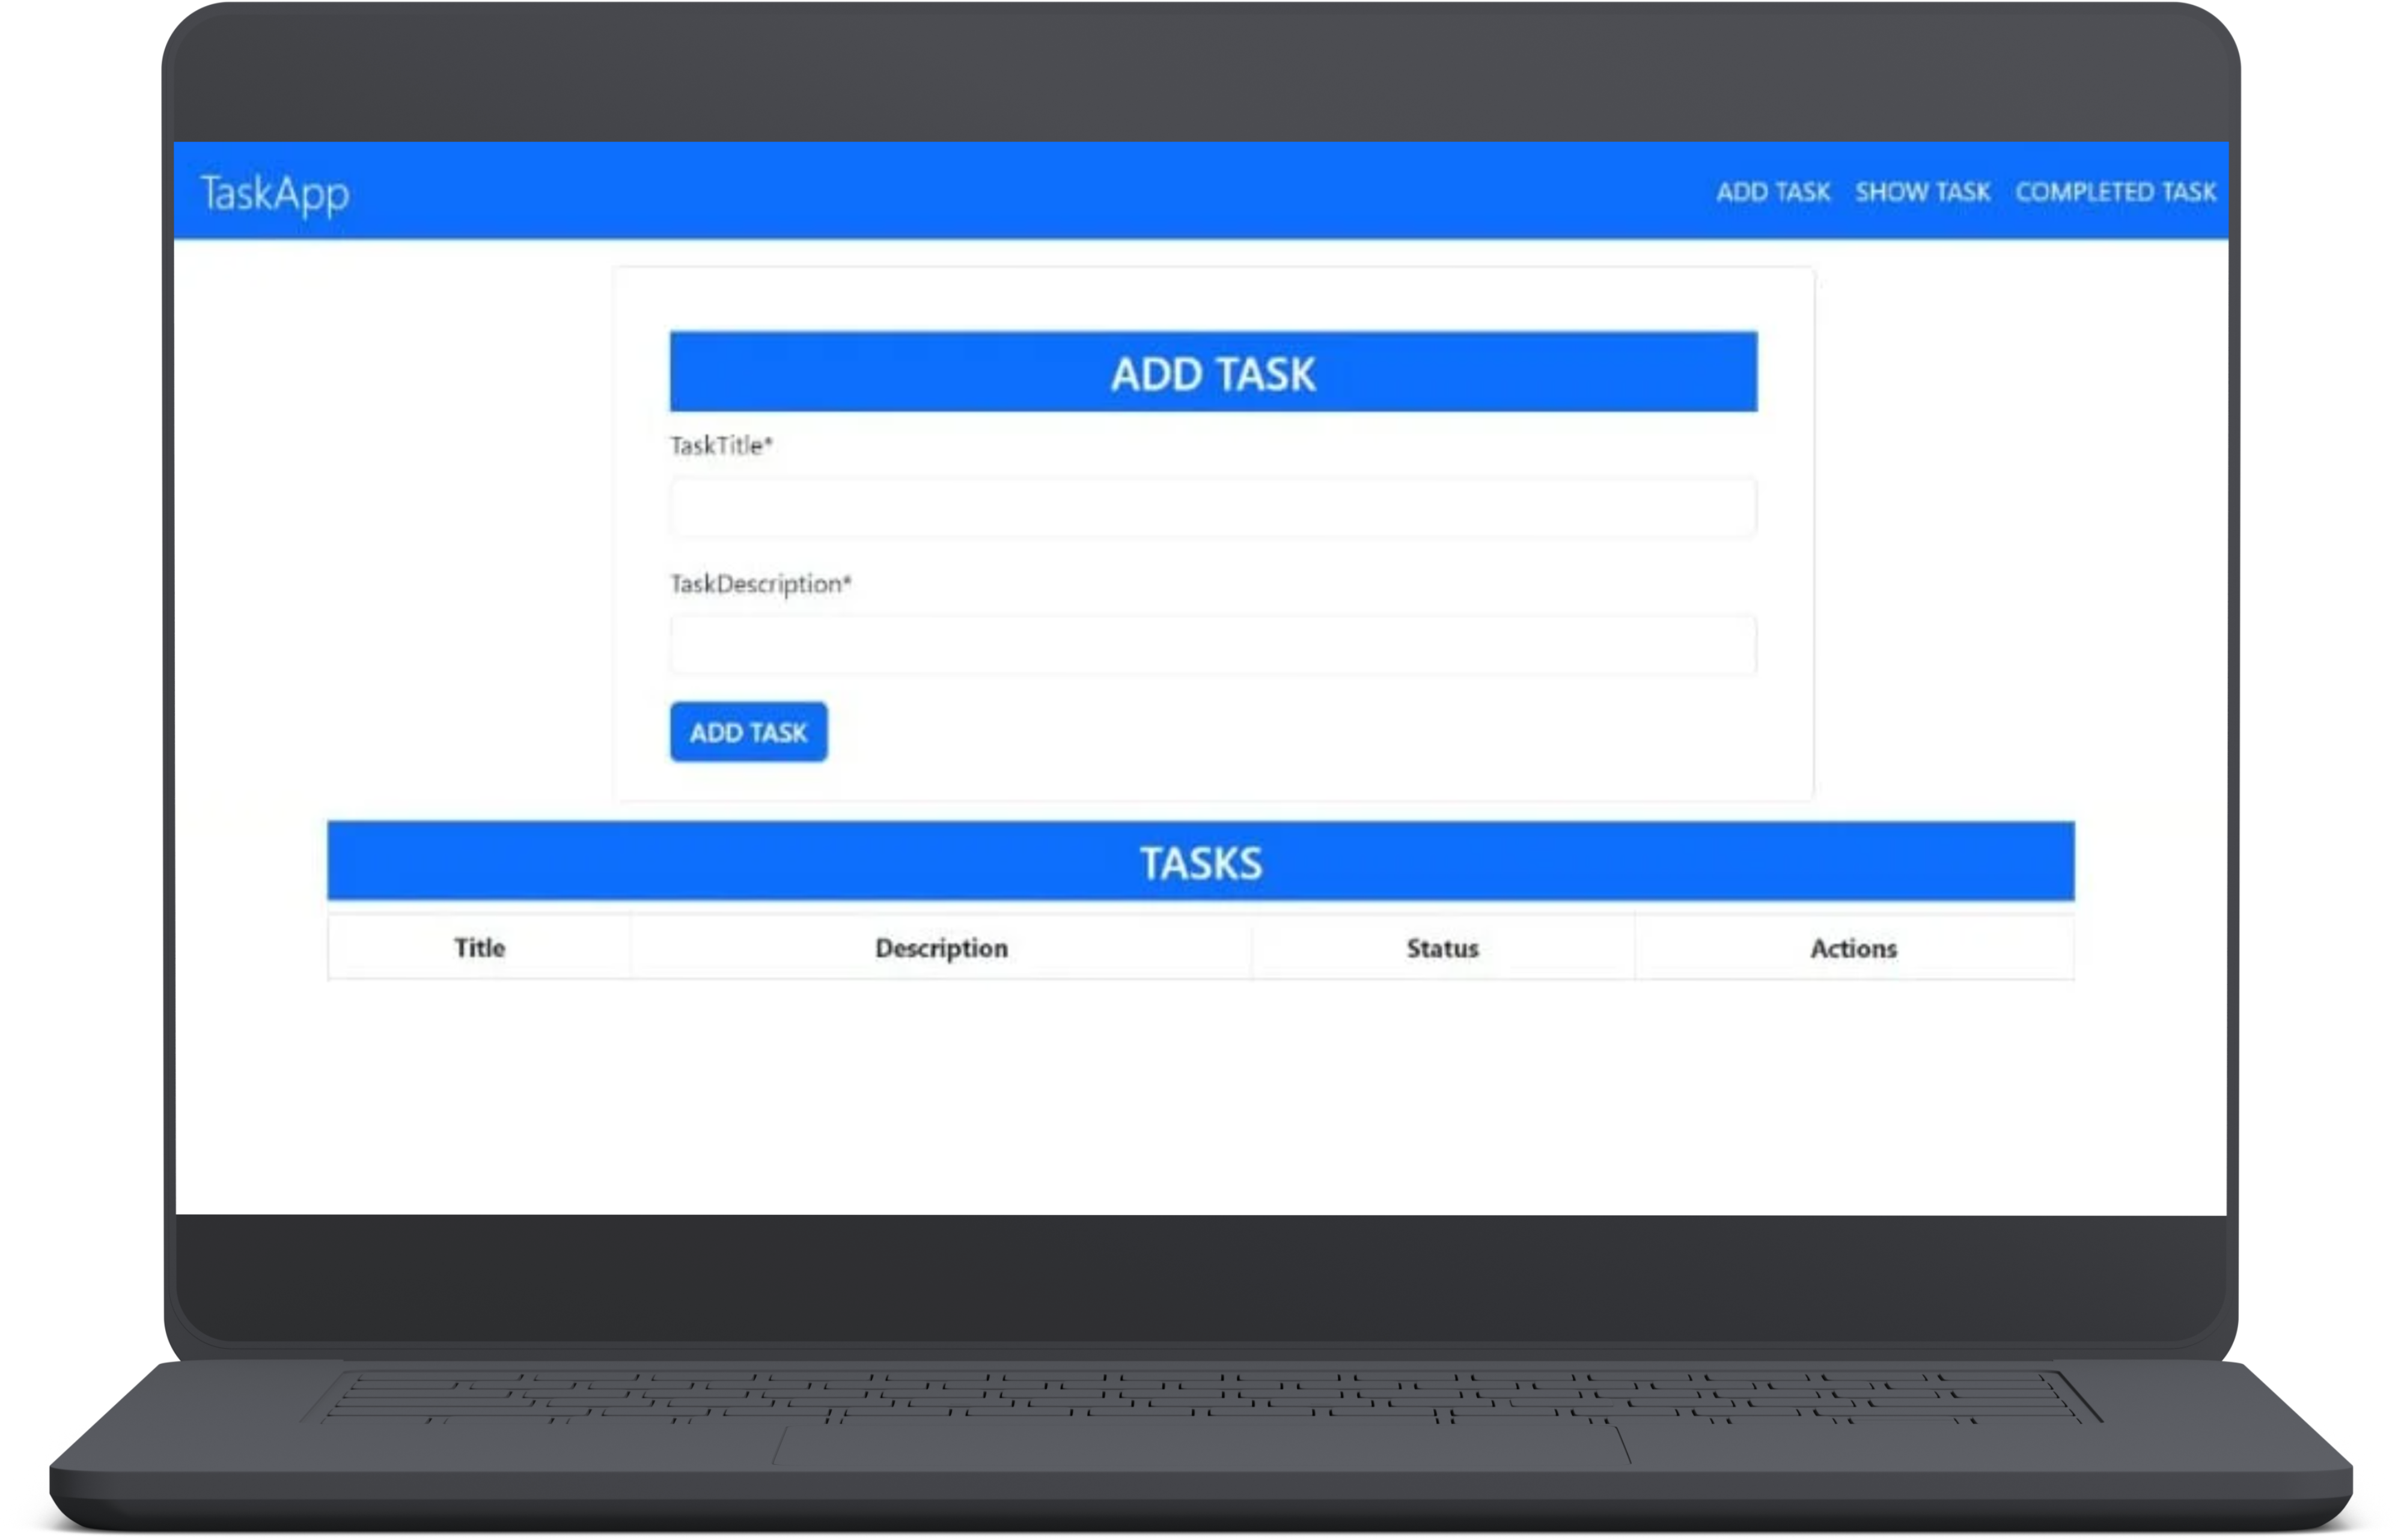 TaskApp
ADD TASK SHOW TASK COMPLETED TASK
ADD TASK
TaskTitle*
TaskDescription*
ADD TASK
TASKS
Title Description Status Actions